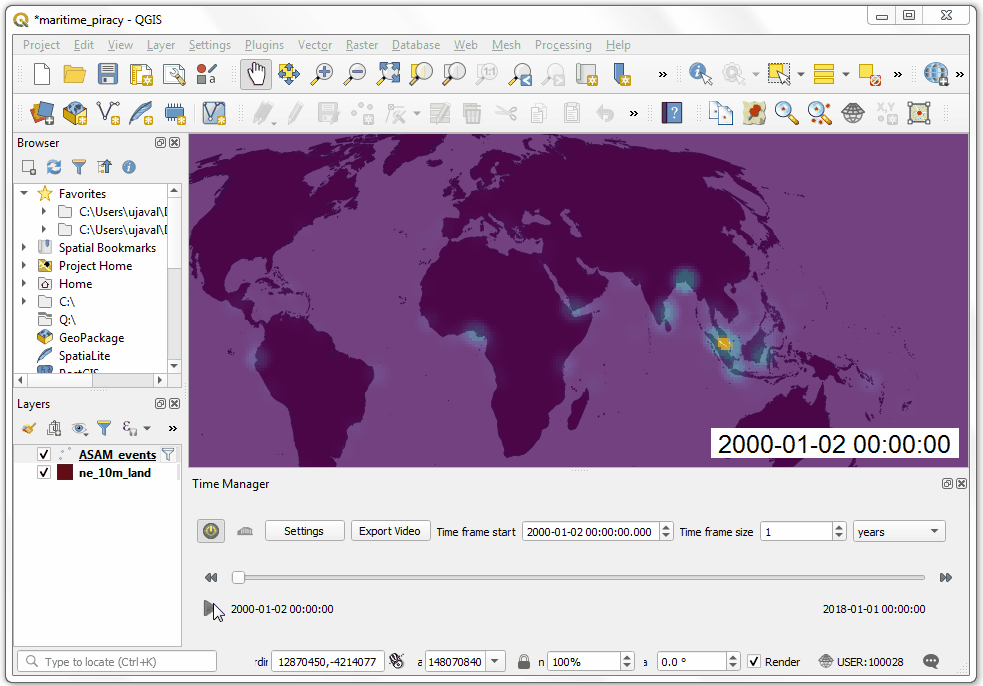 *maritime_piracy - QGIS
Project Edit View Layer Settings Plugins Vector Raster Database Web Mesh Processing Help
Browser
Favorites
C:\Users\ujaval\
C:\Users\ujaval\
Spatial Bookmarks
Project Home
Home
C:\
Q:\
GeoPackage
SpatiaLite
PostGIS
Layers
ASAM_events
ne_10m_land
2000-01-02 00:00:00
Time Manager
Settings Export Video Time frame start 2000-01-02 00:00:00.000 Time frame size 1 years
2000-01-02 00:00:00 2018-01-01 00:00:00
Type to locate (Ctrl+K) :dir 12870450,-4214077 148070840 n 100% 0.0 ° Render USER:100028